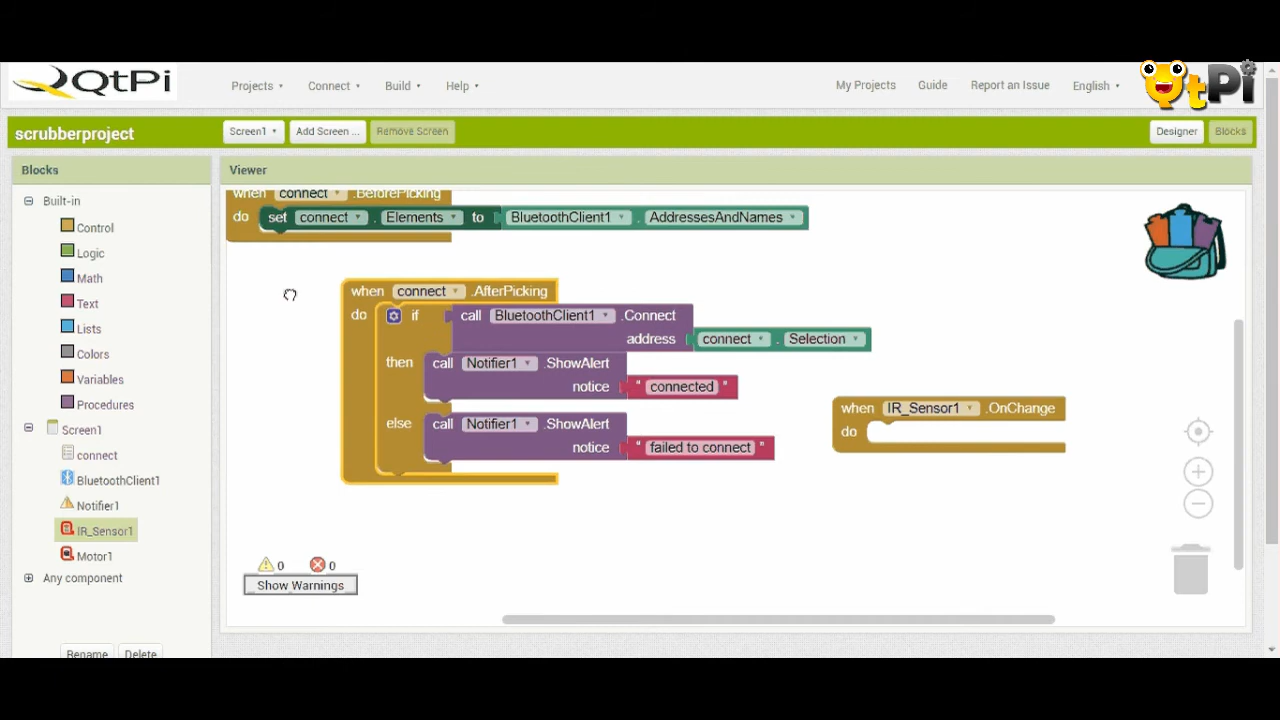 QtPi
Projects Connect Build Help
My Projects Guide Report an Issue English
QtPi
scrubberproject
Screen1 Add Screen ... Remove Screen
Designer Blocks
Blocks
Viewer
Built-in
Control
Logic
Math
Text
Lists
Colors
Variables
Procedures
Screen1
connect
BluetoothClient1
Notifier1
IR_Sensor1
Motor1
Any component
Rename Delete
when connect .BeforePicking
do set connect . Elements to BluetoothClient1 . AddressesAndNames
when connect .AfterPicking
do if call BluetoothClient1 .Connect
address connect . Selection
then call Notifier1 .ShowAlert
notice " connected "
else call Notifier1 .ShowAlert
notice " failed to connect "
when IR_Sensor1 .OnChange
do
0 0
Show Warnings